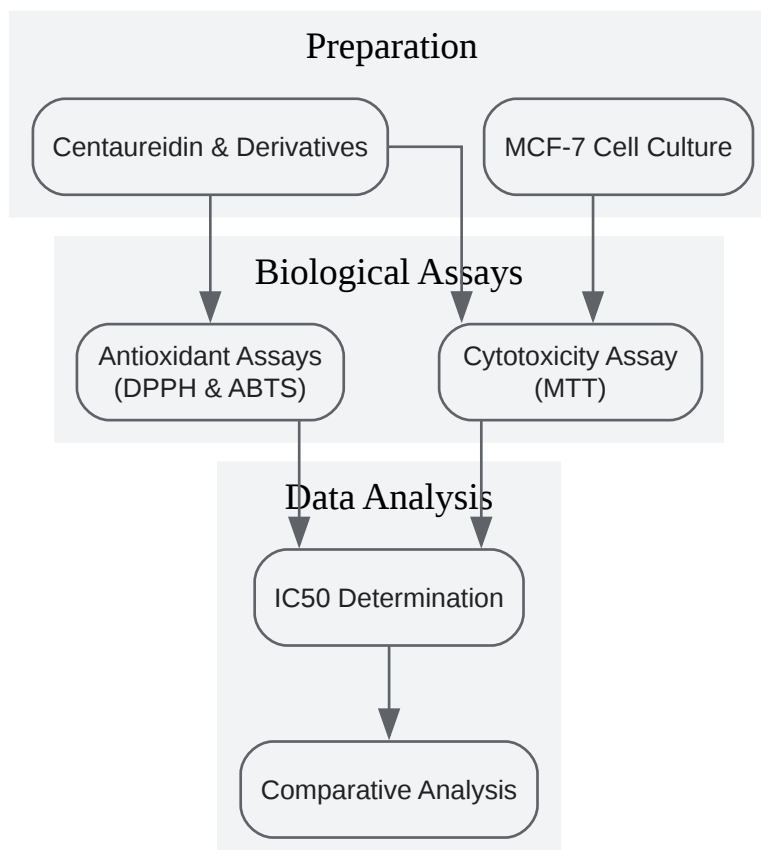 Preparation
Centaureidin & Derivatives
MCF-7 Cell Culture
Biological Assays
Antioxidant Assays
(DPPH & ABTS)
Cytotoxicity Assay
(MTT)
Data Analysis
IC50 Determination
Comparative Analysis